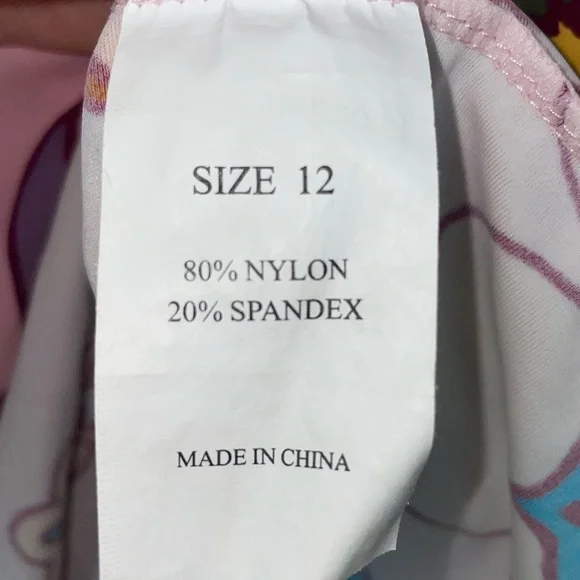 SIZE 12
80% NYLON
20% SPANDEX
MADE IN CHINA